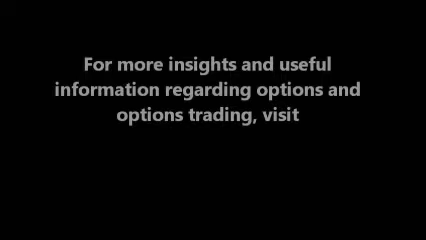 For more insights and useful
information regarding options and
options trading, visit